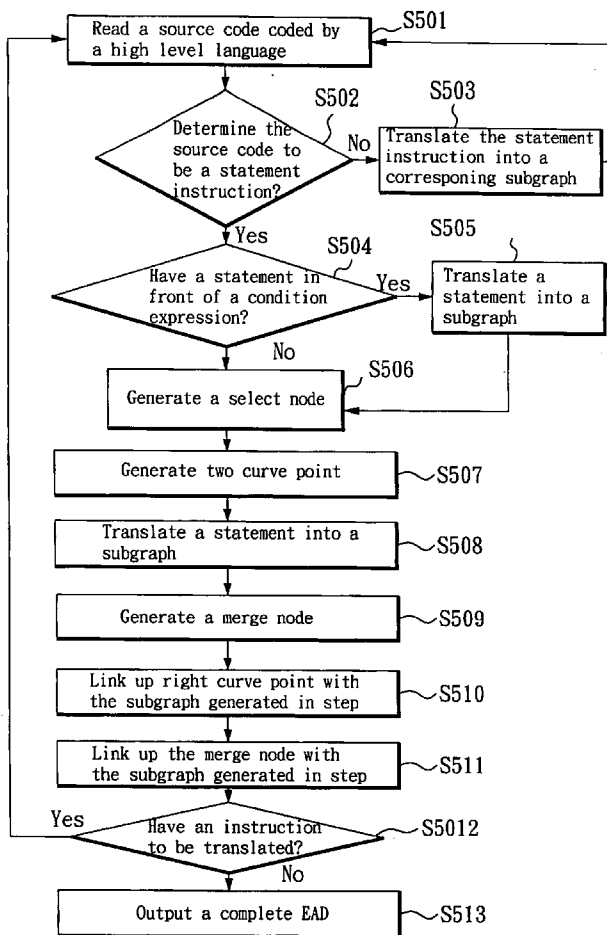 Read a source code coded by
a high level language
S501
S502
Determine the
source code to
be a statement
instruction?
No
S503
Translate the statement
instruction into a
corresponing subgraph
Yes
S504
Have a statement in
front of a condition
expression?
Yes
S505
Translate a
statement into a
subgraph
No
S506
Generate a select node
Generate two curve point
S507
Translate a statement into a
subgraph
S508
Generate a merge node
S509
Link up right curve point with
the subgraph generated in step
S510
Link up the merge node with
the subgraph generated in step
S511
Yes
Have an instruction
to be translated?
S5012
No
Output a complete EAD
S513